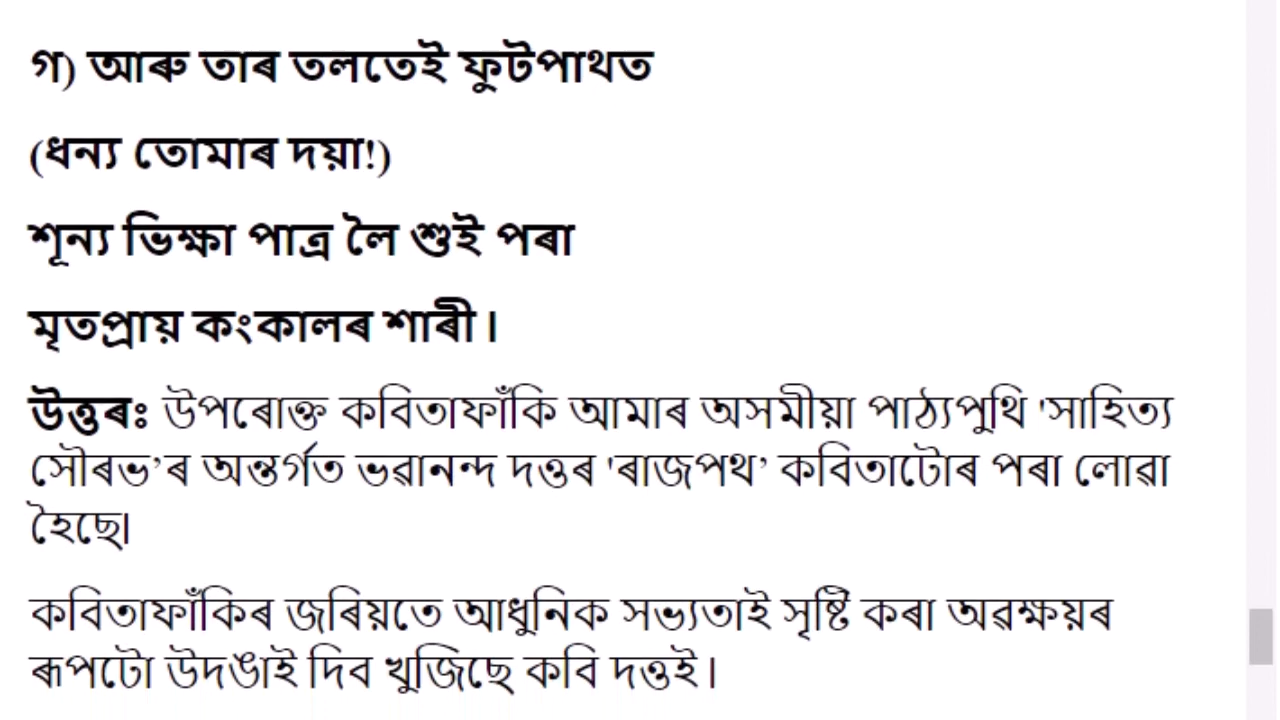 গ) আৰু তাৰ তলতেই ফুটপাথত
(ধন্য তোমাৰ দয়া!)
শূন্য ভিক্ষা পাত্ৰ লৈ শুই পৰা
মৃতপ্ৰায় কংকালৰ শাৰী।
উত্তৰঃ উপৰোক্ত কবিতাফাঁকি আমাৰ অসমীয়া পাঠ্যপুথি 'সাহিত্য
সৌৰভ’ৰ অন্তৰ্গত ভৱানন্দ দত্তৰ 'ৰাজপথ’ কবিতাটোৰ পৰা লোৱা
হৈছে।
কবিতাফাঁকিৰ জৰিয়তে আধুনিক সভ্যতাই সৃষ্টি কৰা অৱক্ষয়ৰ
ৰূপটো উদঙাই দিব খুজিছে কবি দত্তই।